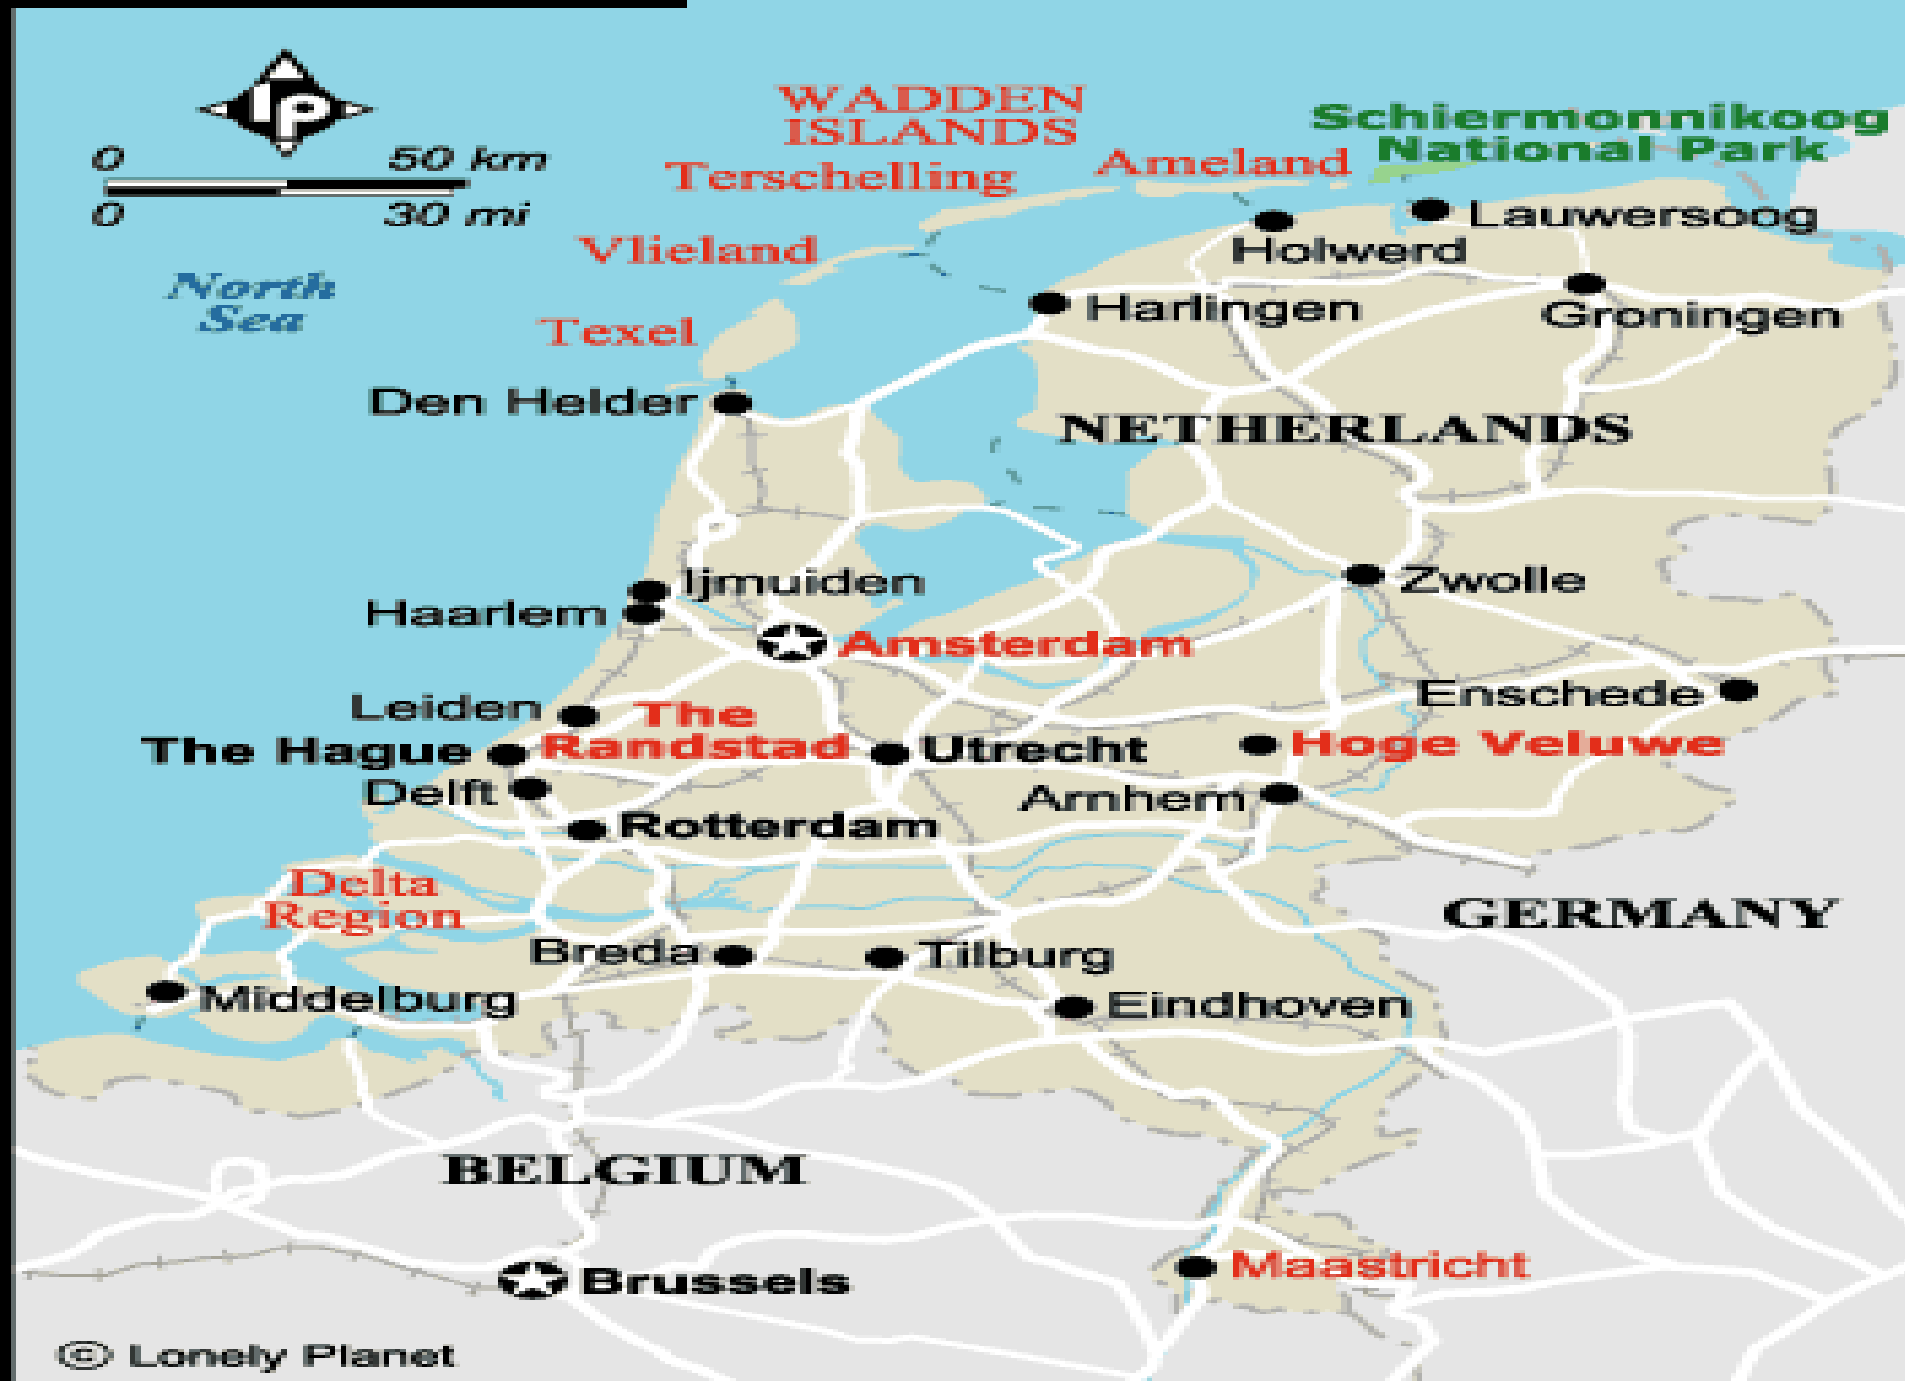 lp
0 50 km
0 30 mi
WADDEN
ISLANDS
Schiermonnikoog
National Park
Terschelling
Ameland
Lauwersoog
Holwerd
Vlieland
North
Sea
Harlingen
Groningen
Texel
Den Helder
NETHERLANDS
Ijmuiden
Zwolle
Haarlem
Amsterdam
Enschede
Leiden
The
Randstad
The Hague
Utrecht
Hoge Veluwe
Delft
Arnhem
Rotterdam
Delta
Region
GERMANY
Breda
Tilburg
Middelburg
Eindhoven
BELGIUM
Maastricht
Brussels
© Lonely Planet